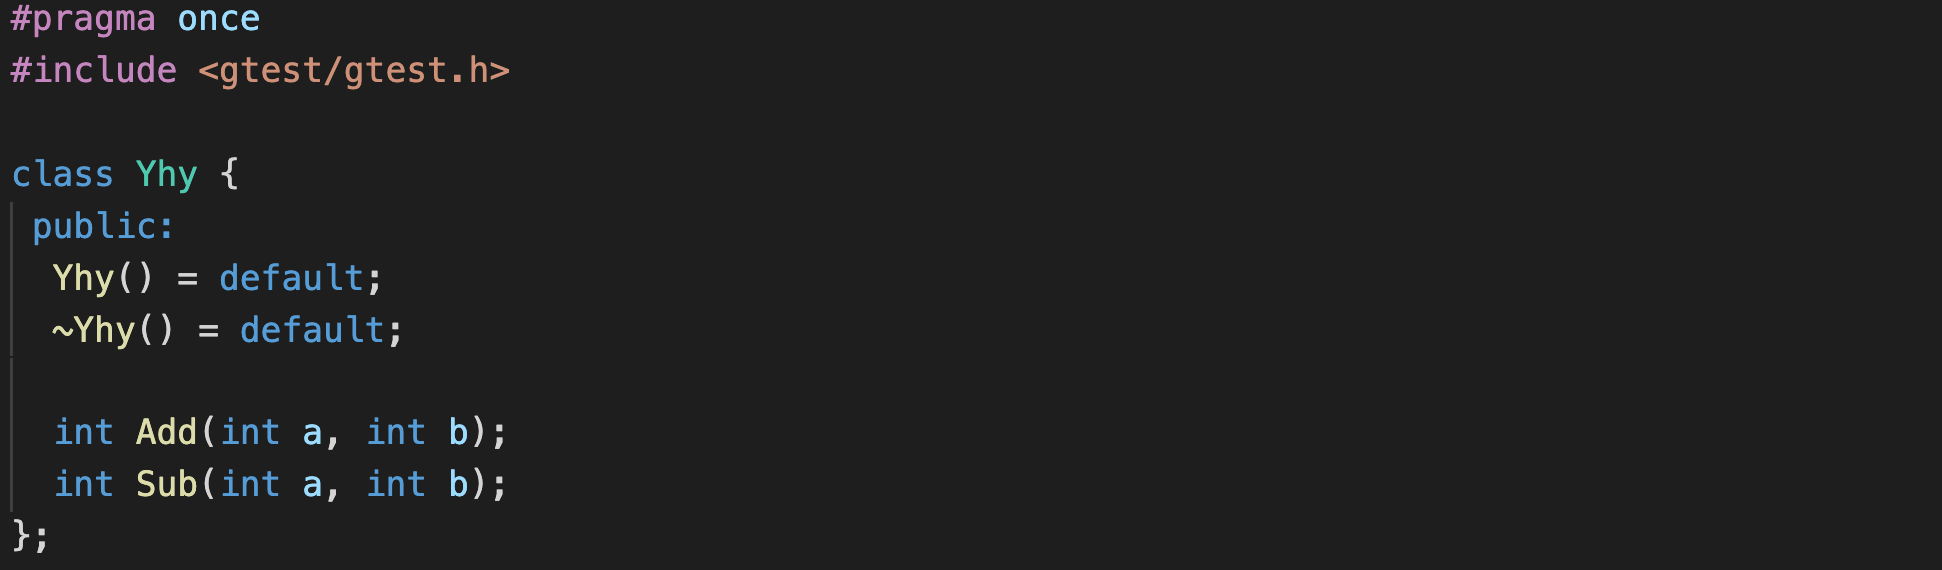 #pragma once
#include <gtest/gtest.h>
class Yhy {
public:
Yhy() = default;
~Yhy() = default;
int Add(int a, int b);
int Sub(int a, int b);
};